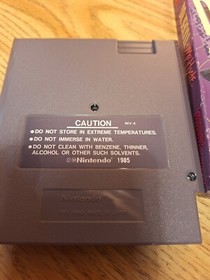 CAUTION REV-A
• DO NOT STORE IN EXTREME TEMPERATURES.
• DO NOT IMMERSE IN WATER.
• DO NOT CLEAN WITH BENZENE, THINNER,
ALCOHOL OR OTHER SUCH SOLVENTS.
Nintendo 1985